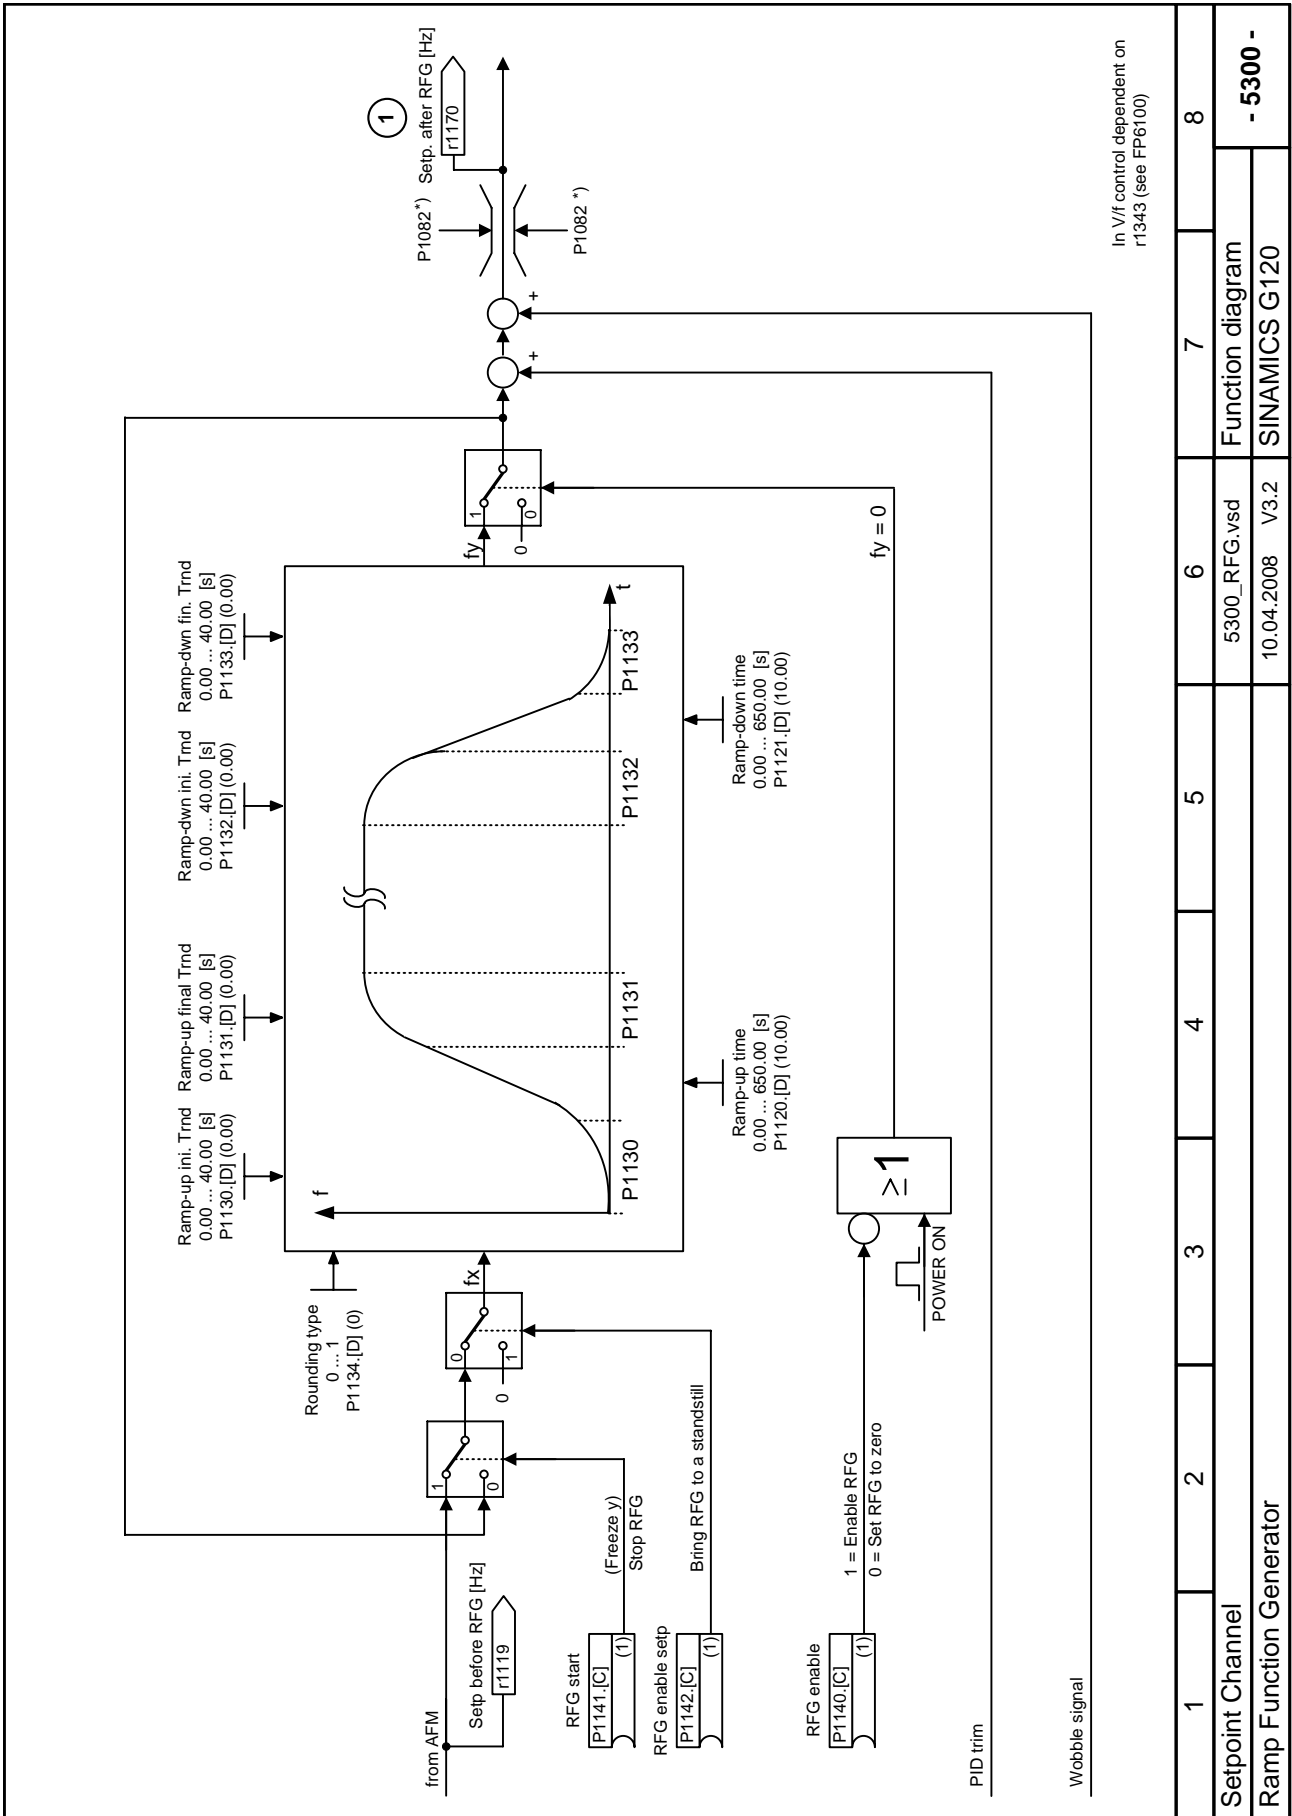 Ramp-up ini. Trnd
0.00 ... 40.00 [s]
P1130.[D] (0.00)
Ramp-up final Trnd
0.00 ... 40.00 [s]
P1131.[D] (0.00)
Ramp-dwn ini. Trnd
0.00 ... 40.00 [s]
P1132.[D] (0.00)
Ramp-dwn fin. Trnd
0.00 ... 40.00 [s]
P1133.[D] (0.00)
Rounding type
0 ... 1
P1134.[D] (0)
f
t
P1130
P1131
P1132
P1133
from AFM
Setp before RFG [Hz]
r1119
1
0
0
1
0
fx
fy
1
0
0
P1082*)
P1082 *)
Setp. after RFG [Hz]
r1170
1
+
+
Ramp-up time
0.00 ... 650.00 [s]
P1120.[D] (10.00)
Ramp-down time
0.00 ... 650.00 [s]
P1121.[D] (10.00)
RFG start
P1141.[C]
(1)
(Freeze y)
Stop RFG
RFG enable setp
P1142.[C]
(1)
Bring RFG to a standstill
RFG enable
P1140.[C]
(1)
1 = Enable RFG
0 = Set RFG to zero
POWER ON
≥1
fy = 0
PID trim
Wobble signal
In V/f control dependent on
r1343 (see FP6100)
1 2 3 4 5 6 7 8
Setpoint Channel
5300_RFG.vsd
Function diagram
- 5300 -
Ramp Function Generator
10.04.2008 V3.2
SINAMICS G120